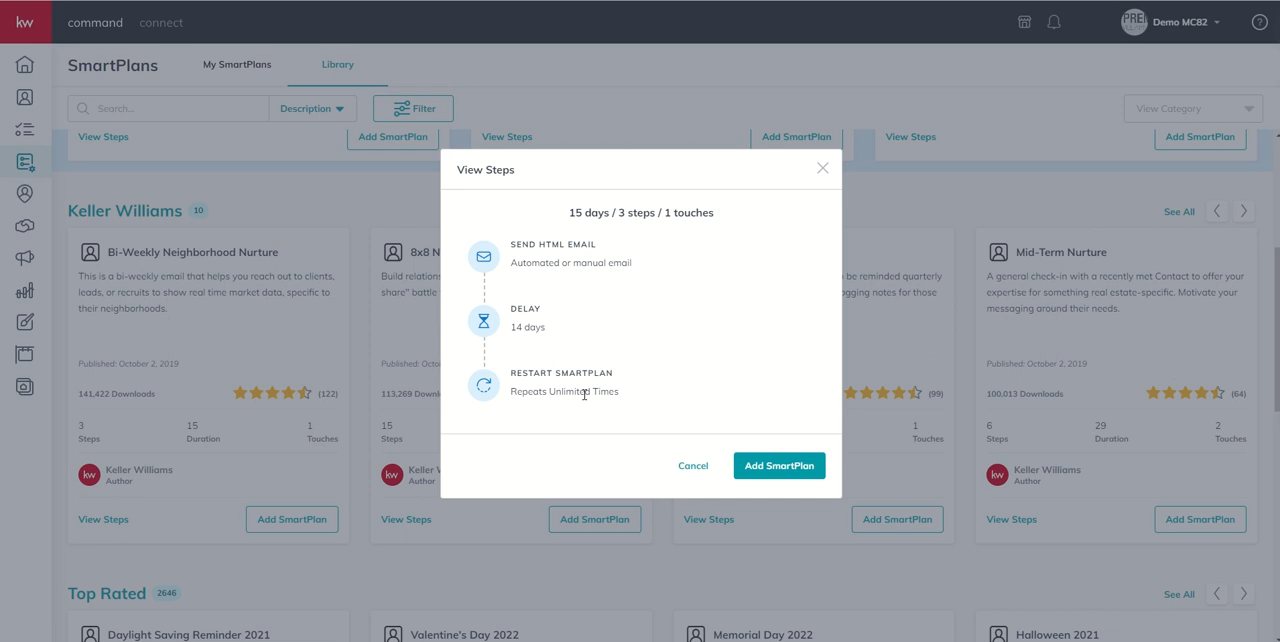 kw
command
connect
PREI
Demo MC82
?
SmartPlans
My SmartPlans
Library
Search...
Description
Filter
View Category
View Steps
Add SmartPlan
View Steps
Add SmartPlan
View Steps
Add SmartPlan
Keller Williams 10
See All
Bi-Weekly Neighborhood Nurture
This is a bi-weekly email that helps you reach out to clients,
leads, or recruits to show real time market data, specific to
their neighborhoods.
Published: October 2, 2019
141,422 Downloads
(122)
3
Steps
15
Duration
1
Touches
kw
Keller Williams
Author
View Steps
Add SmartPlan
8x8 N
Build relations
share" battle
Published: Octo
113,269 Downl
15
Steps
kw
Keller W
Author
View Steps
Add SmartPlan
be reminded quarterly
ogging notes for those
(99)
1
Touches
View Steps
Add SmartPlan
Mid-Term Nurture
A general check-in with a recently met Contact to offer your
expertise for something real estate-specific. Motivate your
messaging around their needs.
Published: October 2, 2019
100,013 Downloads
(64)
6
Steps
29
Duration
2
Touches
kw
Keller Williams
Author
View Steps
Add SmartPlan
View Steps
15 days / 3 steps / 1 touches
SEND HTML EMAIL
Automated or manual email
DELAY
14 days
RESTART SMARTPLAN
Repeats Unlimited Times
Cancel
Add SmartPlan
Top Rated 2646
See All
Daylight Saving Reminder 2021
Valentine's Day 2022
Memorial Day 2022
Halloween 2021